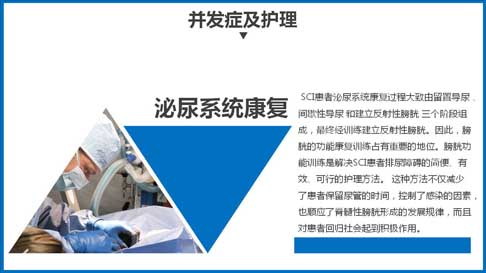 并发症及护理
泌尿系统康复
SCI患者泌尿系统康复过程大致由留置导尿 、
间歇性导尿 和建立反射性膀胱 三个阶段组
成，最终经训练建立反射性膀胱。因此，膀
胱的功能康复训练占有重要的地位。膀胱功
能训练是解决SCI患者排尿障碍的简便、有
效、可行的护理方法。 这种方法不仅减少
了患者保留尿管的时间，控制了感染的因素，
也顺应了脊髓性膀胱形成的发展规律，而且
对患者回归社会起到积极作用。